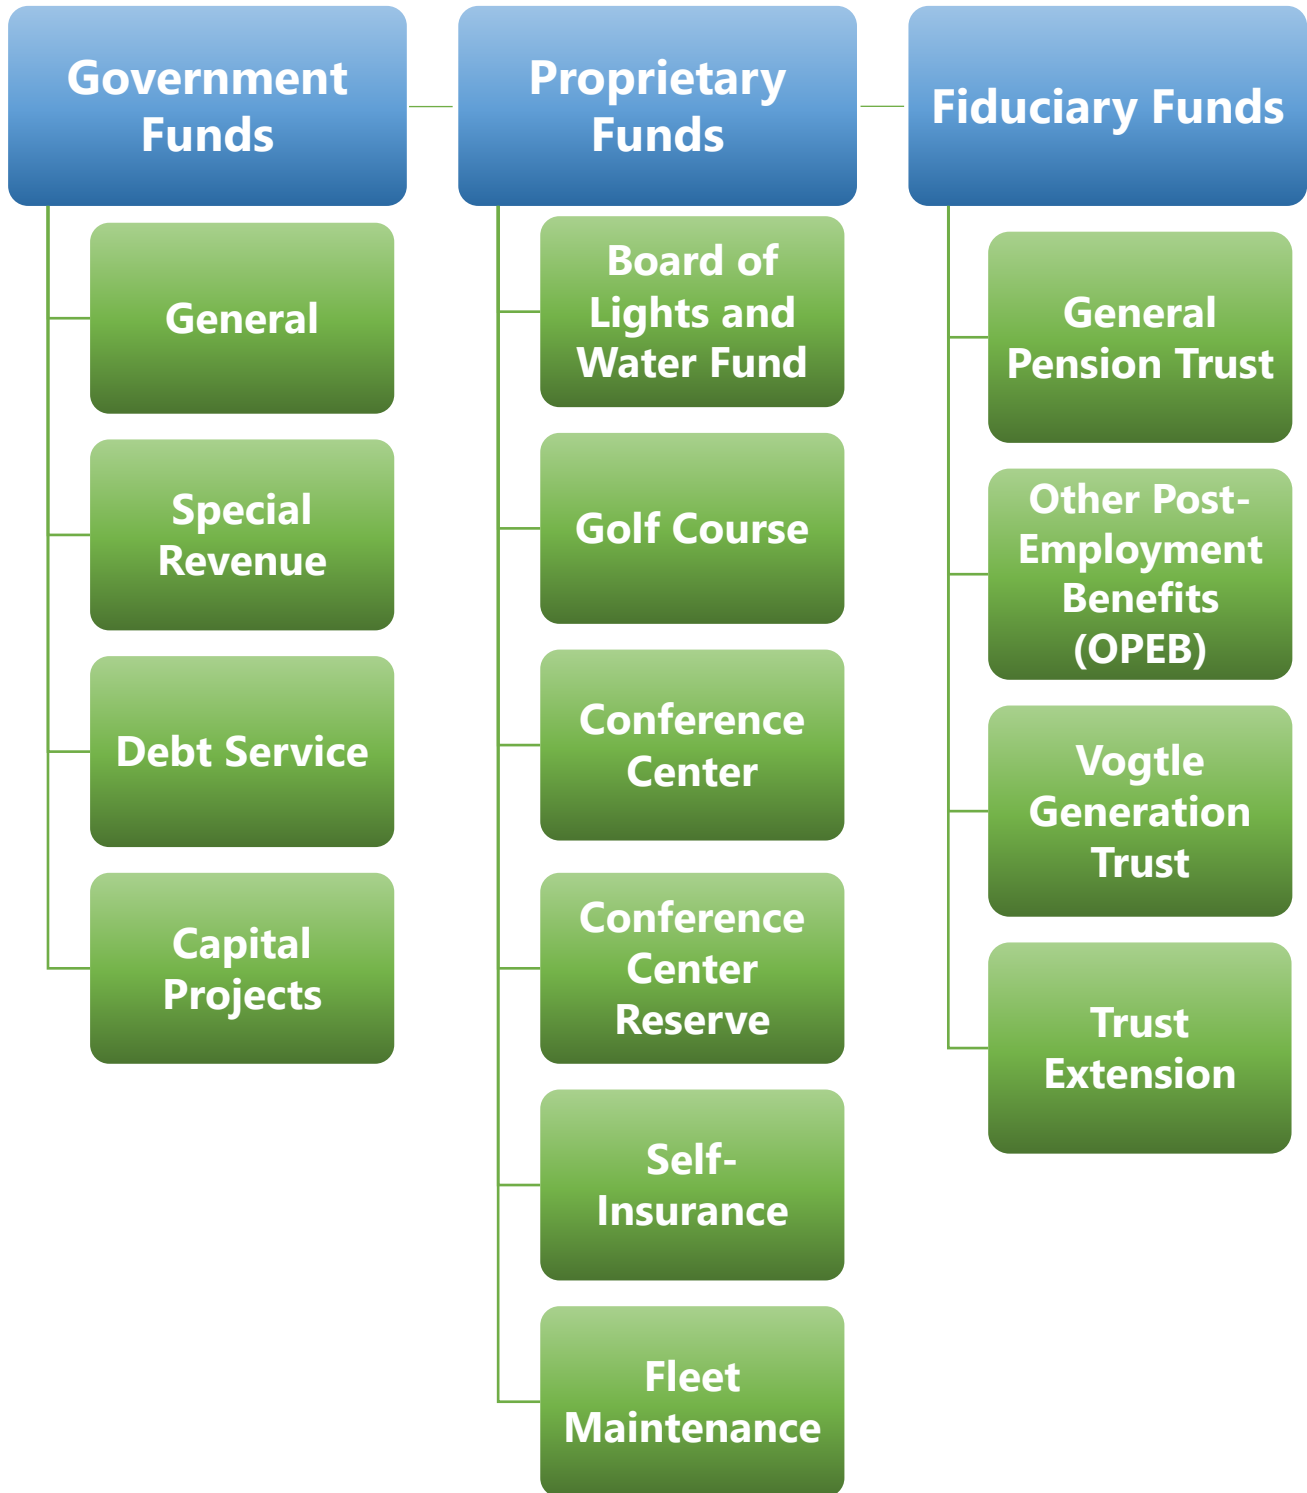 Government
Funds
General
Special
Revenue
Debt Service
Capital
Projects
Proprietary
Funds
Board of
Lights and
Water Fund
Golf Course
Conference
Center
Conference
Center
Reserve
Self-
Insurance
Fleet
Maintenance
Fiduciary Funds
General
Pension Trust
Other Post-
Employment
Benefits
(OPEB)
Vogtle
Generation
Trust
Trust
Extension